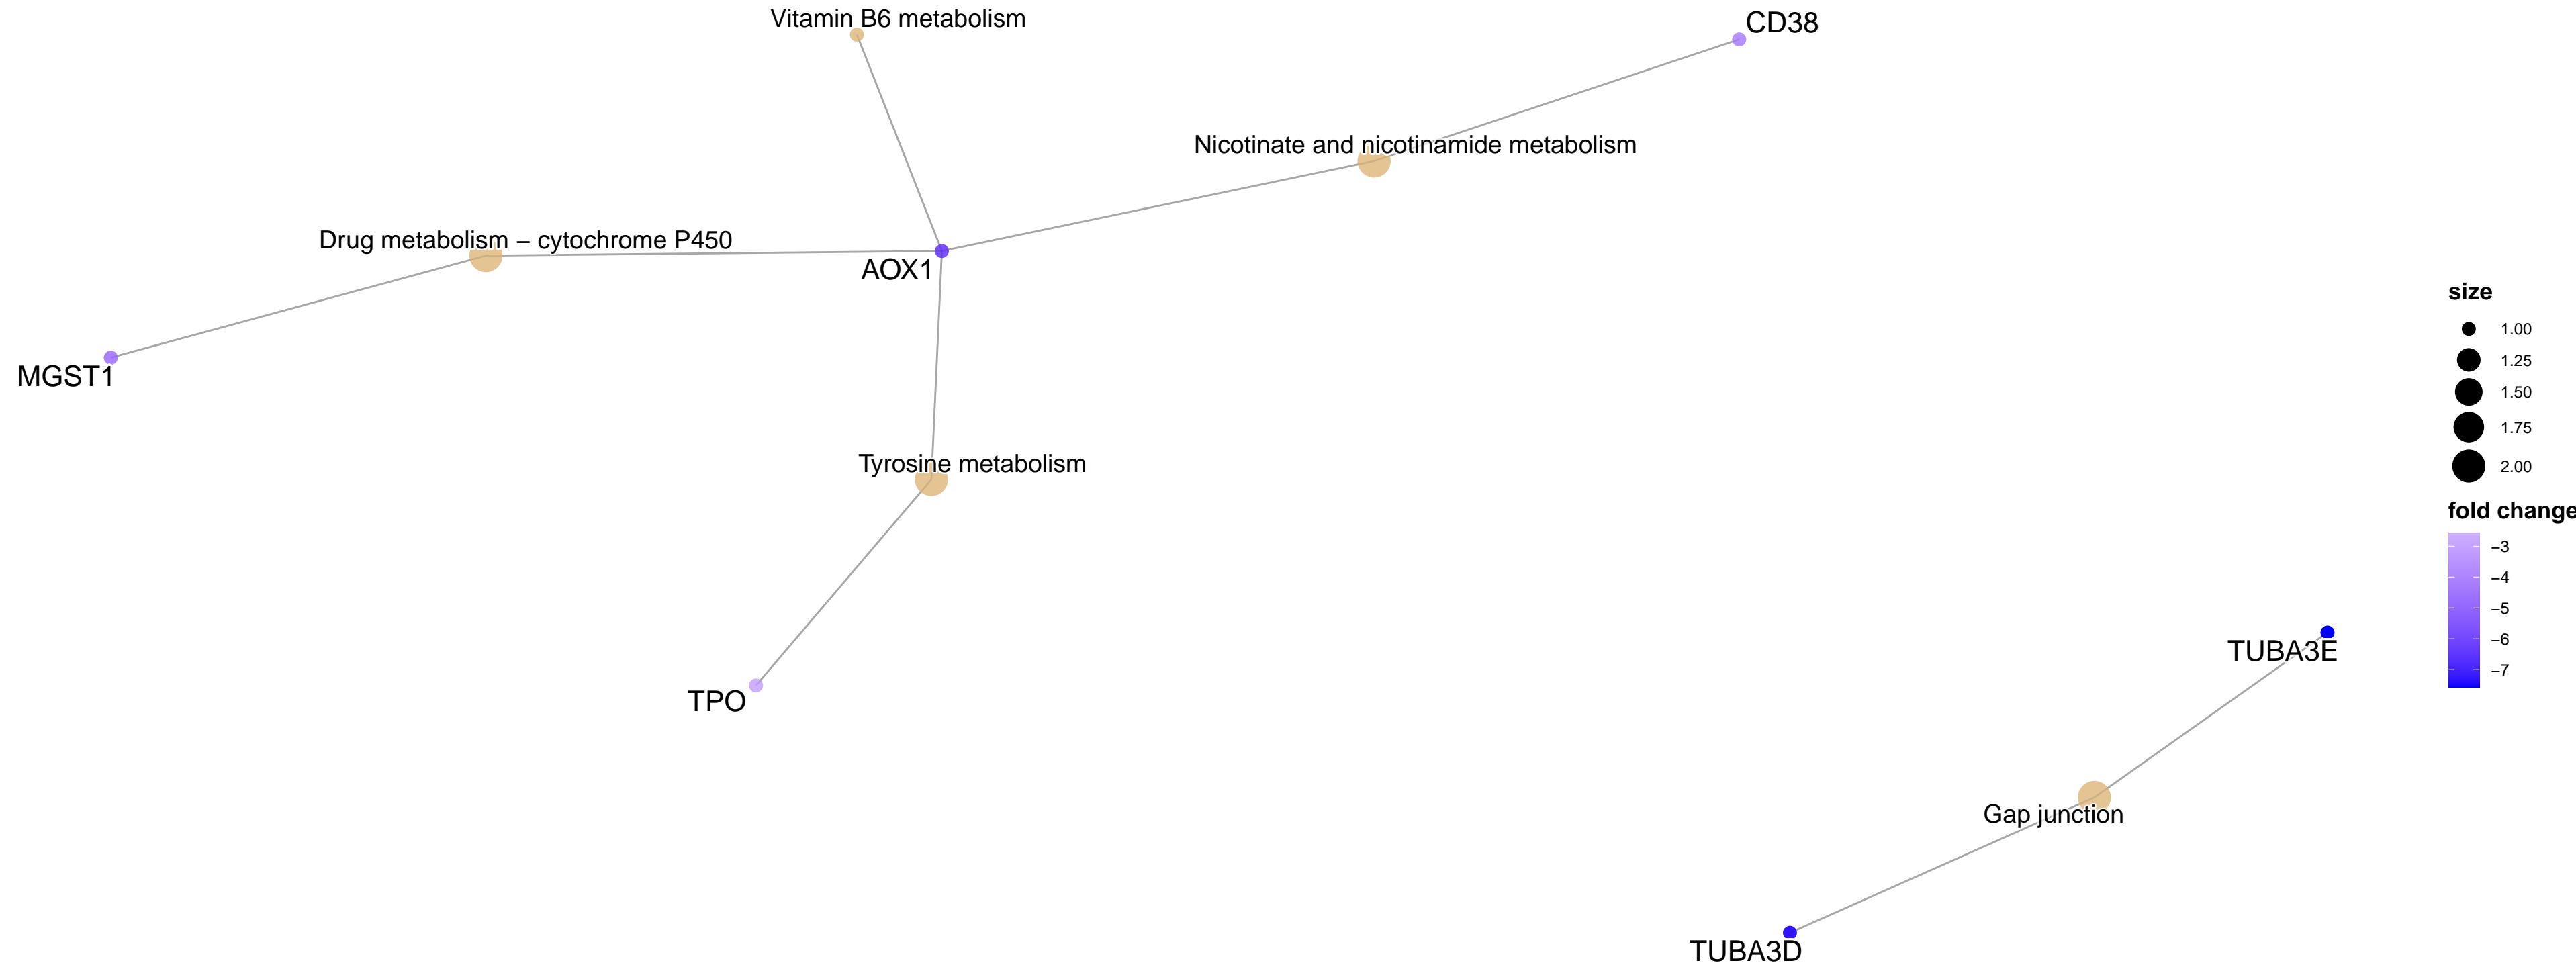 Vitamin B6 metabolism
CD38
Nicotinate and nicotinamide metabolism
Drug metabolism – cytochrome P450
AOX1
MGST1
Tyrosine metabolism
TPO
TUBA3E
Gap junction
TUBA3D
size
1.00
1.25
1.50
1.75
2.00
fold change
−3
−4
−5
−6
−7